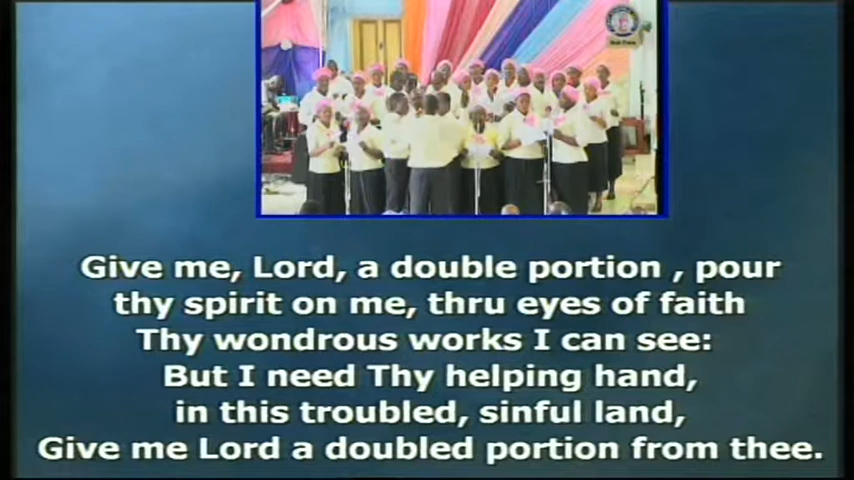 Give me, Lord, a double portion , pour
thy spirit on me, thru eyes of faith
Thy wondrous works I can see:
But I need Thy helping hand,
in this troubled, sinful land,
Give me Lord a doubled portion from thee.